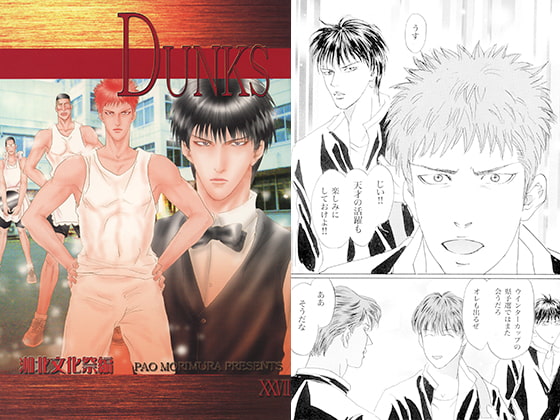 DUNKS
湘北文化祭編
PAO MORIMURA PRESENTS
XXVII
うす
じい!!
天才の活躍も
楽しみに
しておけよ!!
ウインターカップの
県予選ではまた
会うだろ
オレも出るぜ
ああ
そうだな